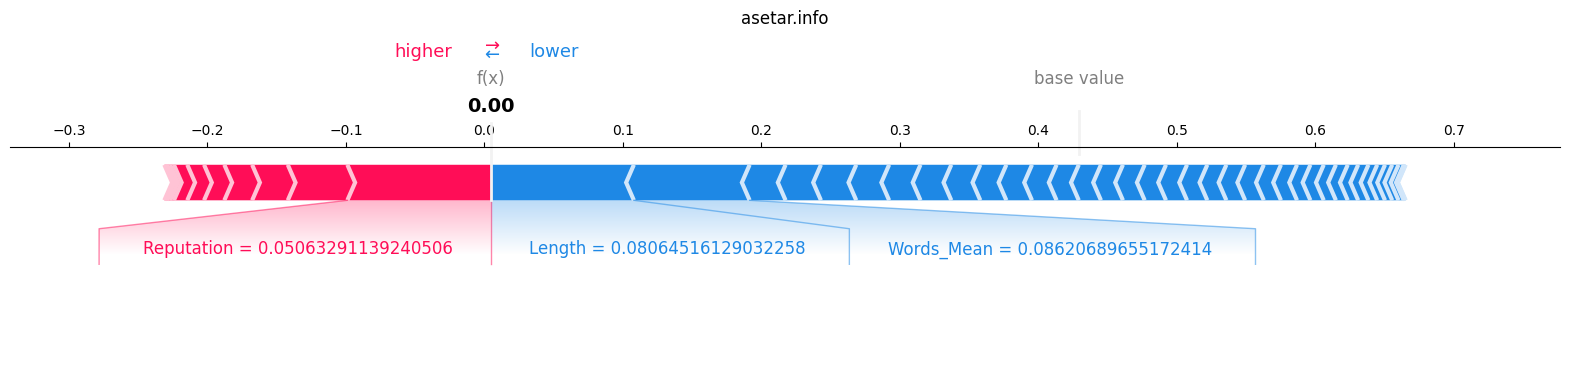 asetar.info
higher ⇄ lower
f(x) base value
0.00
−0.3 −0.2 −0.1 0.0 0.1 0.2 0.3 0.4 0.5 0.6 0.7
Reputation = 0.05063291139240506 Length = 0.08064516129032258 Words_Mean = 0.08620689655172414